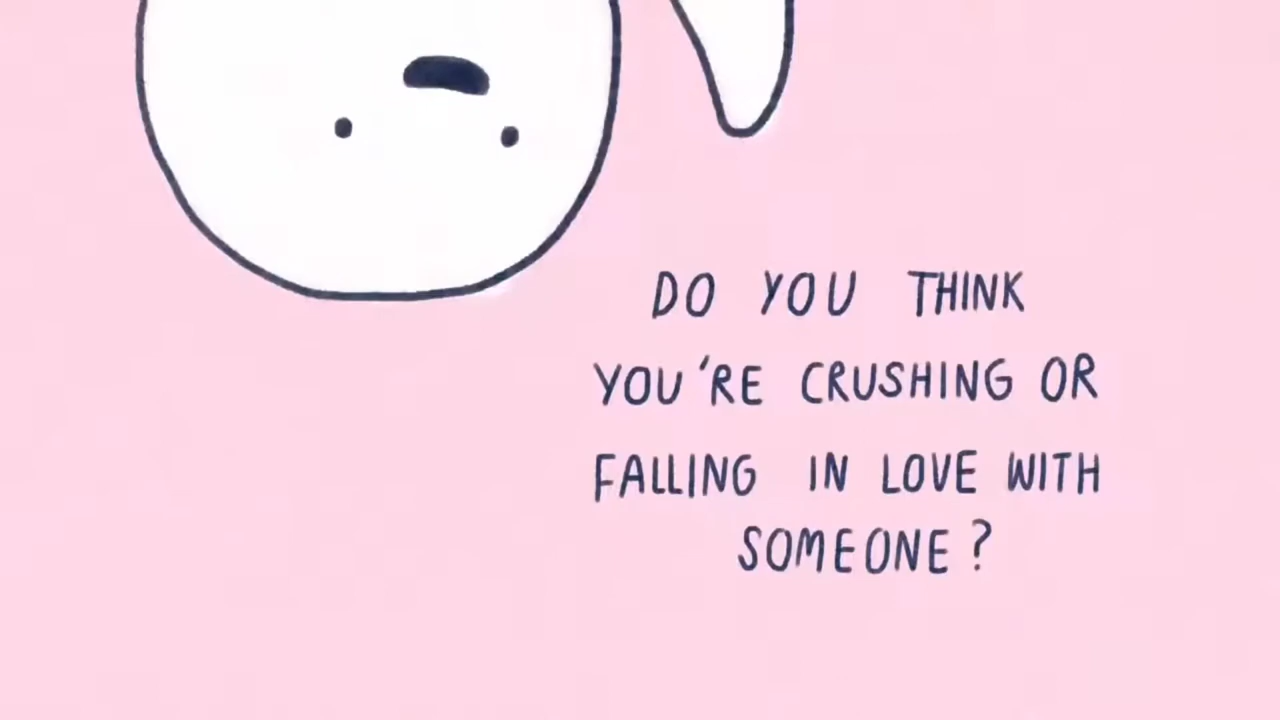 DO YOU THINK
YOU'RE CRUSHING OR
FALLING IN LOVE WITH
SOMEONE?